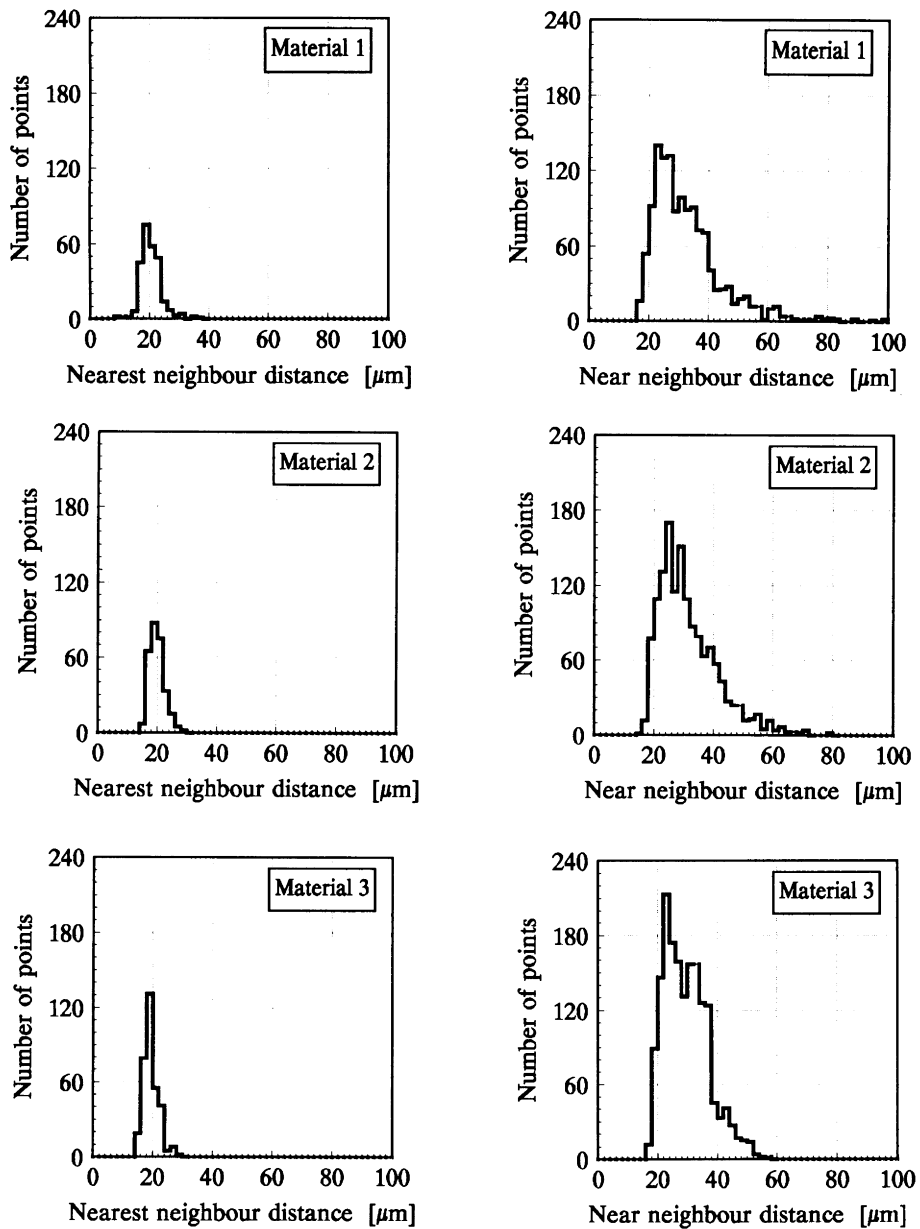 240
180
120
60
0
Number of points
Material 1
0 20 40 60 80 100
Nearest neighbour distance [μm]
240
180
120
60
0
Number of points
Material 1
0 20 40 60 80 100
Near neighbour distance [μm]
240
180
120
60
0
Number of points
Material 2
0 20 40 60 80 100
Nearest neighbour distance [μm]
240
180
120
60
0
Number of points
Material 2
0 20 40 60 80 100
Near neighbour distance [μm]
240
180
120
60
0
Number of points
Material 3
0 20 40 60 80 100
Nearest neighbour distance [μm]
240
180
120
60
0
Number of points
Material 3
0 20 40 60 80 100
Near neighbour distance [μm]